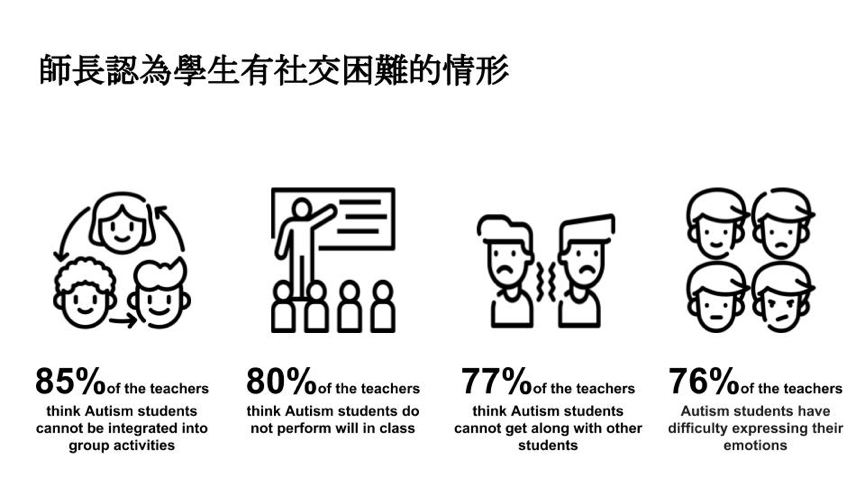 師長認為學生有社交困難的情形
85%of the teachers
think Autism students
cannot be integrated into
group activities
80%of the teachers
think Autism students do
not perform will in class
77%of the teachers
think Autism students
cannot get along with other
students
76%of the teachers
Autism students have
difficulty expressing their
emotions